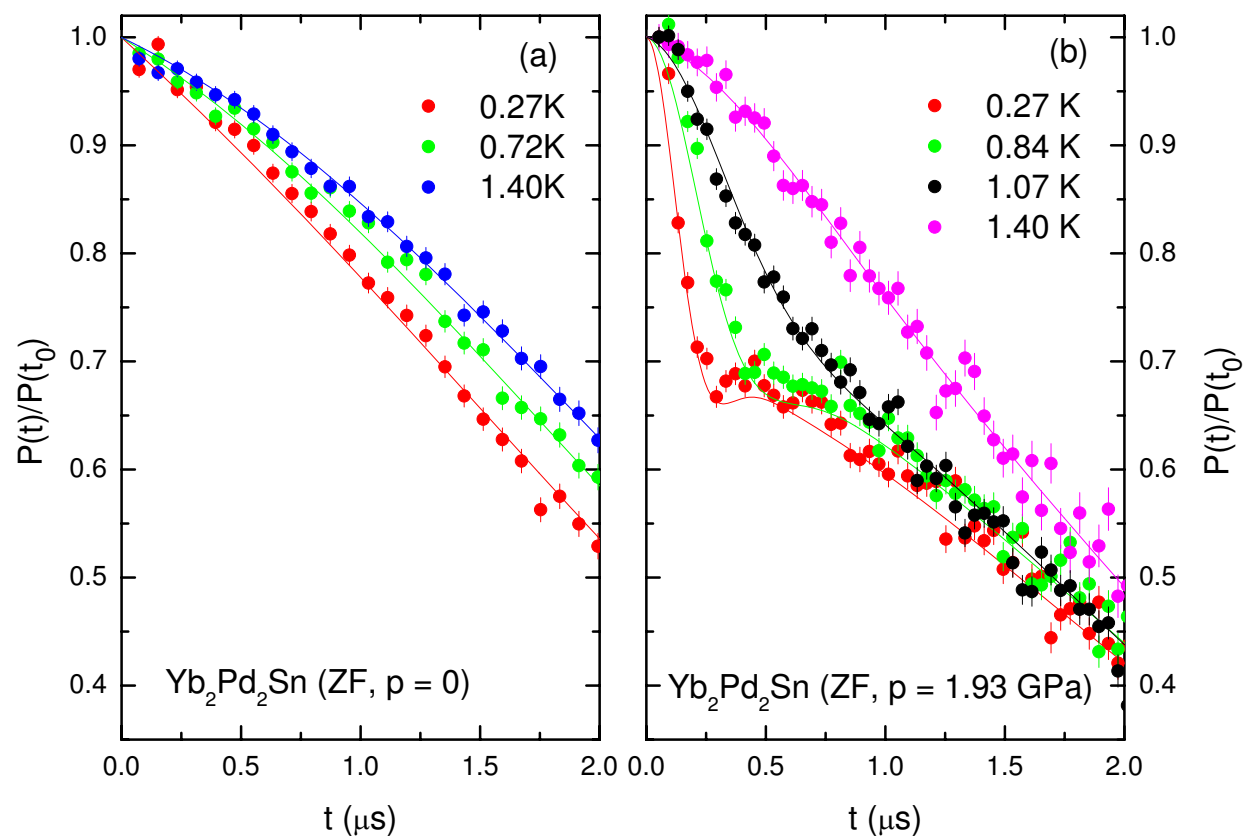 (a)
0.27K
0.72K
1.40K
Yb₂Pd₂Sn (ZF, p = 0)
P(t)/P(t₀)
1.0
0.9
0.8
0.7
0.6
0.5
0.4
0.0
0.5
1.0
1.5
2.0
t (μs)
(b)
0.27 K
0.84 K
1.07 K
1.40 K
Yb₂Pd₂Sn (ZF, p = 1.93 GPa)
0.0
0.5
1.0
1.5
2.0
t (μs)
1.0
0.9
0.8
0.7
0.6
0.5
0.4
P(t)/P(t₀)